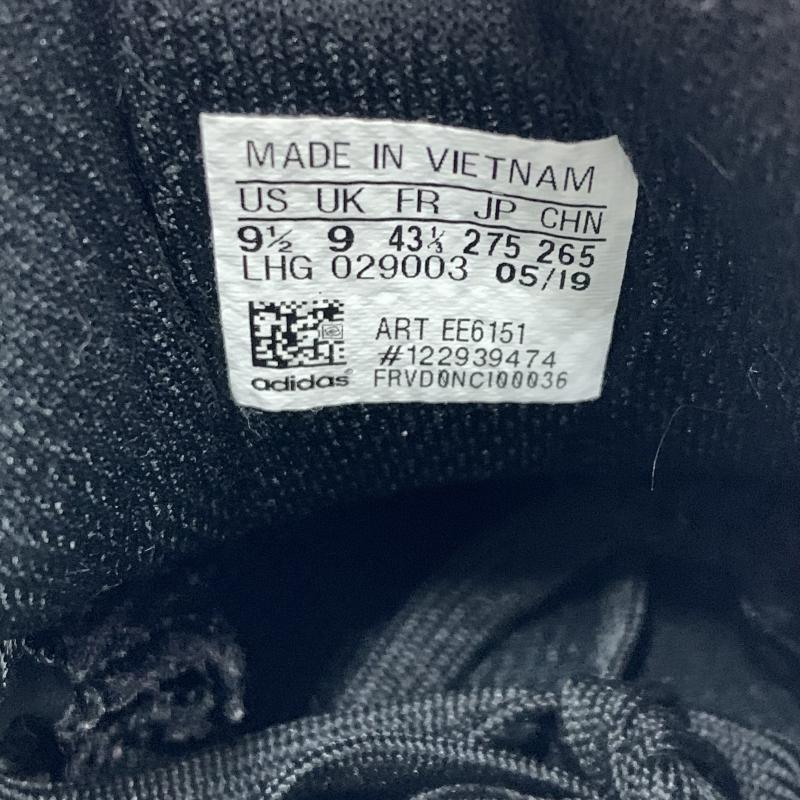 MADE IN VIETNAM
US UK FR JP CHN
9½ 9 43⅓ 275 265
LHG 029003 05/19
ART EE6151
#122939474
adidas® FRVD0NC100036